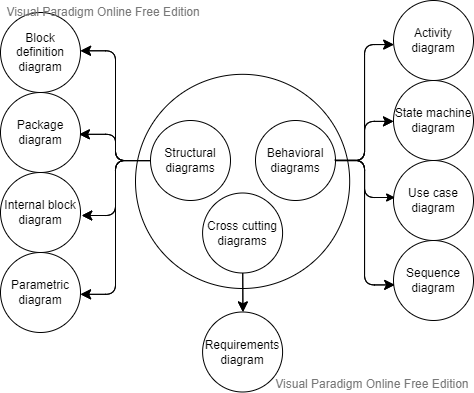 Visual Paradigm Online Free Edition
Block
definition
diagram
Package
diagram
Internal block
diagram
Parametric
diagram
Structural
diagrams
Behavioral
diagrams
Cross cutting
diagrams
Requirements
diagram
Activity
diagram
State machine
diagram
Use case
diagram
Sequence
diagram
Visual Paradigm Online Free Edition